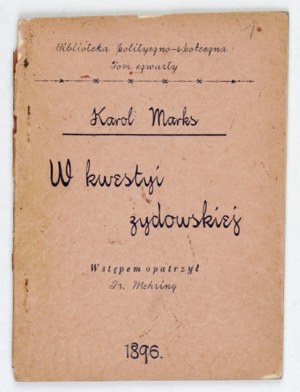 Biblioteka polityczno-społeczna
Tom czwarty
Karol Marks
W kwestyi
żydowskiej
Wstępem opatrzył
Dr. Mehring
1896.